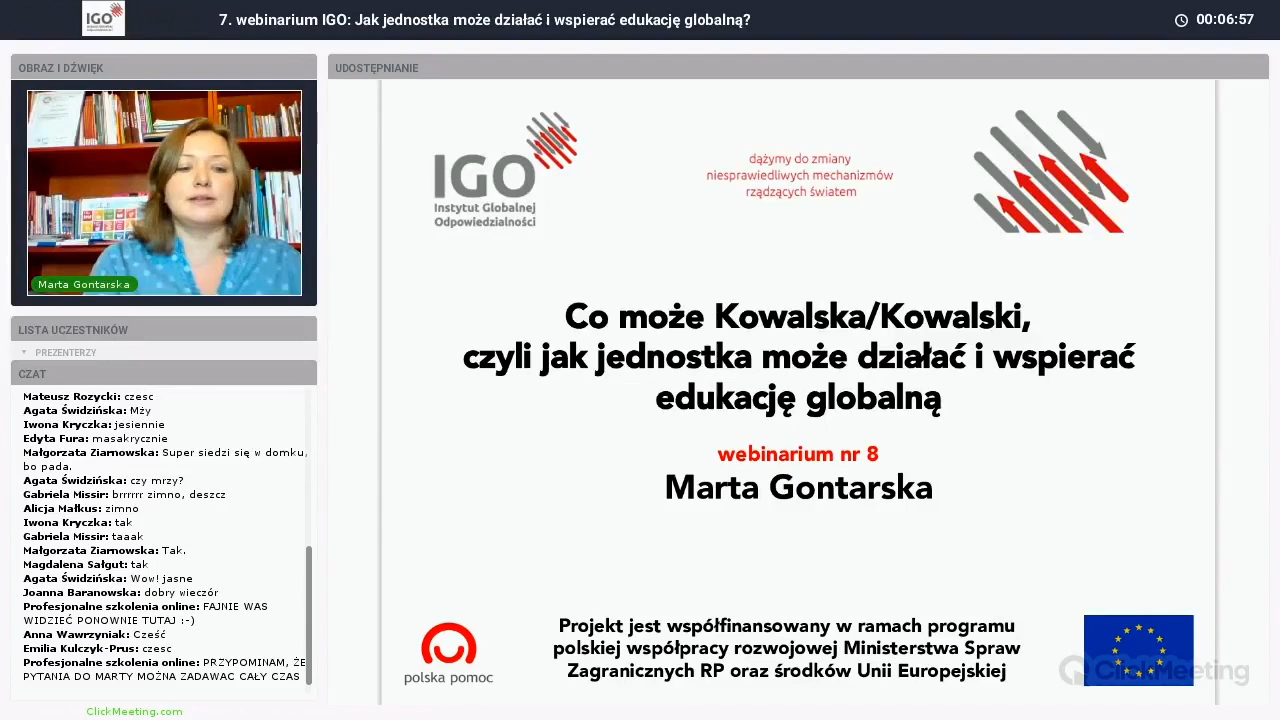 7. webinarium IGO: Jak jednostka może działać i wspierać edukację globalną?
00:06:57
OBRAZ I DŹWIĘK
Marta Gontarska
LISTA UCZESTNIKÓW
PREZENTERZY
CZAT
Mateusz Rozycki: czesc
Agata Świdzińska: Mży
Iwona Kryczka: jesiennie
Edyta Fura: masakrycznie
Małgorzata Ziarnowska: Super siedzi się w domku,
bo pada.
Agata Świdzińska: czy mrzy?
Gabriela Missir: brrrrrr zimno, deszcz
Alicja Małkus: zimno
Iwona Kryczka: tak
Gabriela Missir: taaak
Małgorzata Ziarnowska: Tak.
Magdalena Sałgut: tak
Agata Świdzińska: Wow! jasne
Joanna Baranowska: dobry wieczór
Profesjonalne szkolenia online: FAJNIE WAS
WIDZIEĆ PONOWNIE TUTAJ :-)
Anna Wawrzyniak: Cześć
Emilia Kulczyk-Prus: czesc
Profesjonalne szkolenia online: PRZYPOMINAM, ŻE
PYTANIA DO MARTY MOŻNA ZADAWAC CAŁY CZAS
ClickMeeting.com
UDOSTĘPNIANIE
IGO
Instytut Globalnej
Odpowiedzialności
dążymy do zmiany
niesprawiedliwych mechanizmów
rządzących światem
Co może Kowalska/Kowalski,
czyli jak jednostka może działać i wspierać
edukację globalną
webinarium nr 8
Marta Gontarska
polska pomoc
Projekt jest współfinansowany w ramach programu
polskiej współpracy rozwojowej Ministerstwa Spraw
Zagranicznych RP oraz środków Unii Europejskiej
ClickMeeting